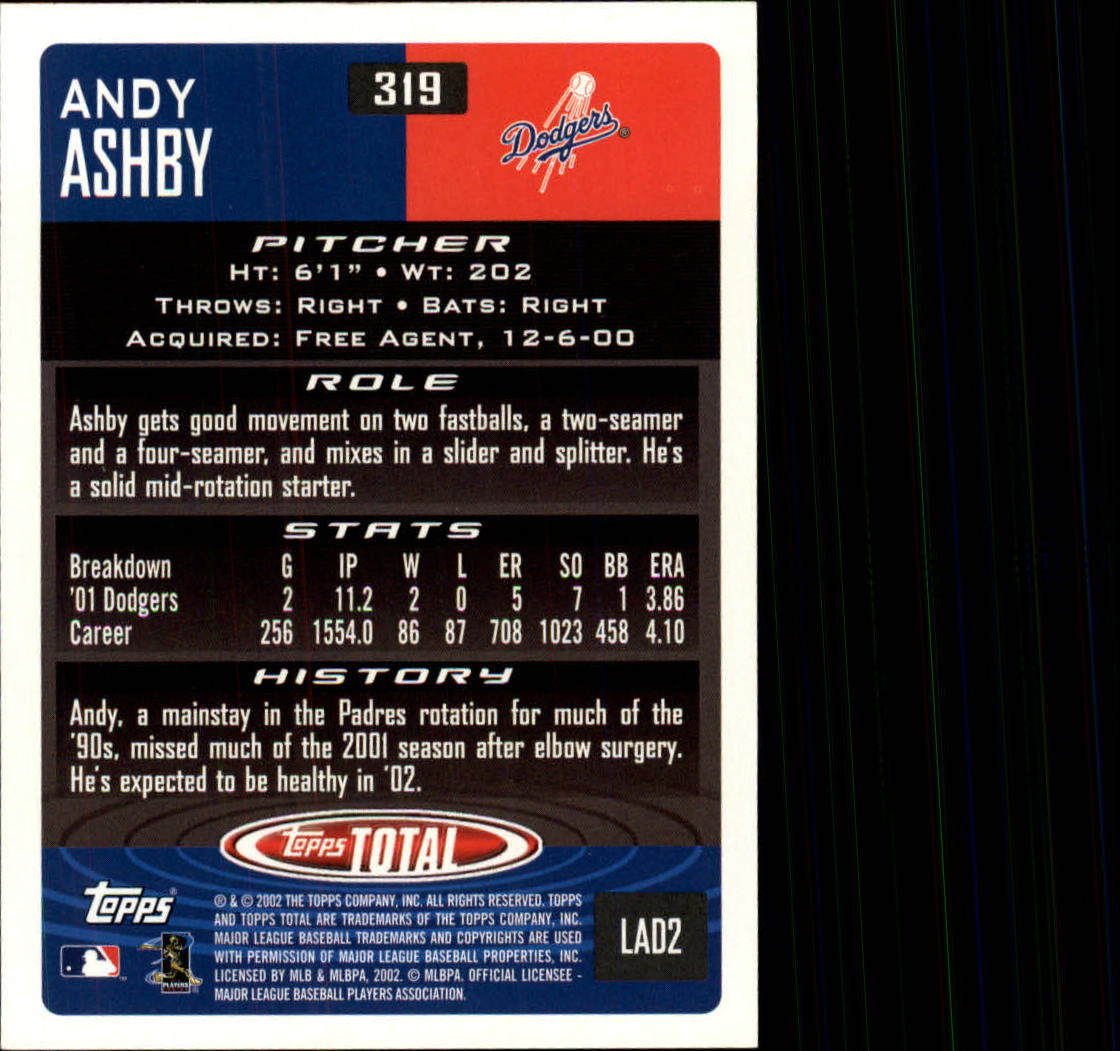 ANDY
ASHBY
319
Dodgers®
PITCHER
HT: 6'1" • WT: 202
THROWS: RIGHT • BATS: RIGHT
ACQUIRED: FREE AGENT, 12-6-00
ROLE
Ashby gets good movement on two fastballs, a two-seamer
and a four-seamer, and mixes in a slider and splitter. He's
a solid mid-rotation starter.
STATS
Breakdown G IP W L ER SO BB ERA
'01 Dodgers 2 11.2 2 0 5 7 1 3.86
Career 256 1554.0 86 87 708 1023 458 4.10
HISTORY
Andy, a mainstay in the Padres rotation for much of the
'90s, missed much of the 2001 season after elbow surgery.
He's expected to be healthy in '02.
Topps TOTAL
Topps®
® & © 2002 THE TOPPS COMPANY, INC. ALL RIGHTS RESERVED. TOPPS
AND TOPPS TOTAL ARE TRADEMARKS OF THE TOPPS COMPANY, INC.
MAJOR LEAGUE BASEBALL TRADEMARKS AND COPYRIGHTS ARE USED
WITH PERMISSION OF MAJOR LEAGUE BASEBALL PROPERTIES, INC.
LICENSED BY MLB & MLBPA, 2002. © MLBPA. OFFICIAL LICENSEE -
MAJOR LEAGUE BASEBALL PLAYERS ASSOCIATION.
PLAYERS
LAD2